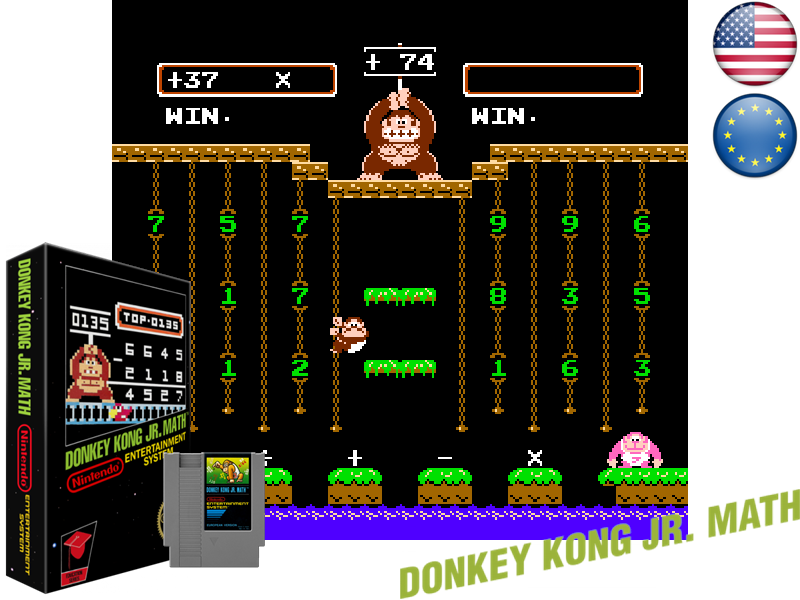 + 74
+37 X
WIN.
WIN.
7 5 7 9 9 6
1 7 8 3 5
1 2 1 6 3
÷ + - X
DONKEY KONG JR. MATH
Nintendo
ENTERTAINMENT
SYSTEM
0135
TOP-0135
6645
- 2118
4527
DONKEY KONG JR. MATH
Nintendo
ENTERTAINMENT
SYSTEM
DONKEY KONG JR. MATH
ENTERTAINMENT
SYSTEM
DONKEY KONG JR. MATH